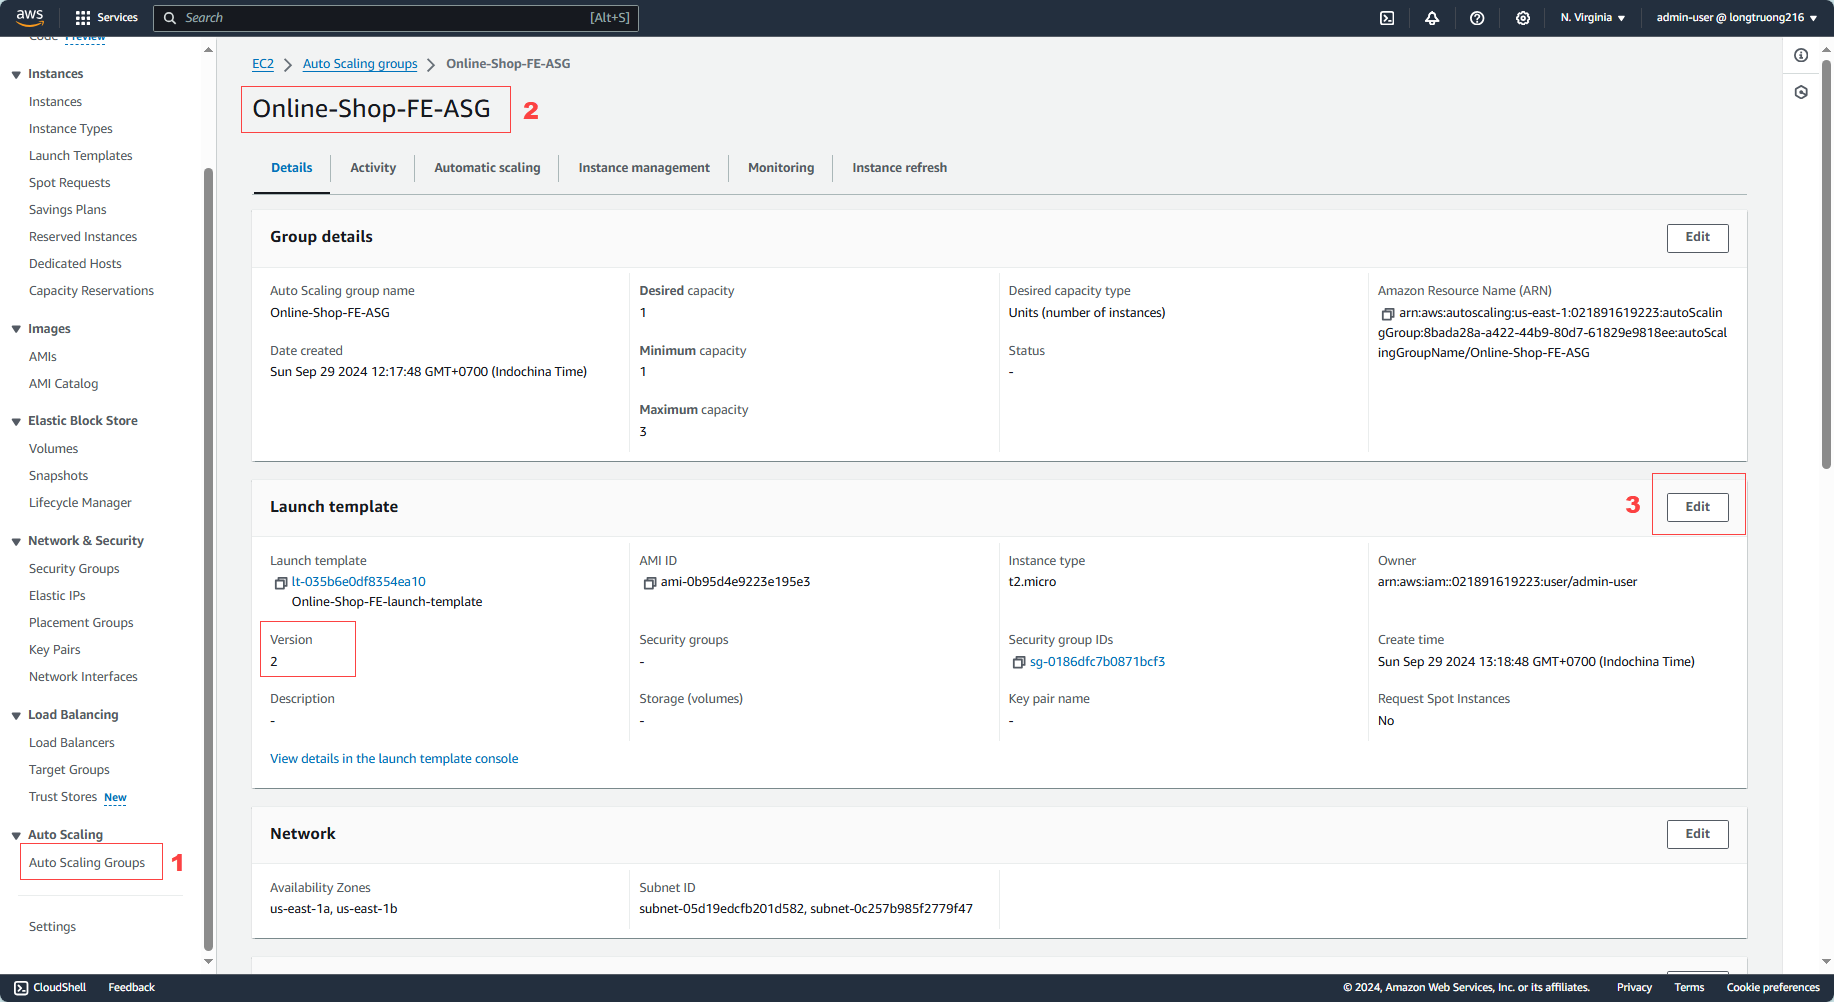 aws
Services
Search
[Alt+S]
N. Virginia
admin-user @ longtruong216
Code Preview
Instances
Instances
Instance Types
Launch Templates
Spot Requests
Savings Plans
Reserved Instances
Dedicated Hosts
Capacity Reservations
Images
AMIs
AMI Catalog
Elastic Block Store
Volumes
Snapshots
Lifecycle Manager
Network & Security
Security Groups
Elastic IPs
Placement Groups
Key Pairs
Network Interfaces
Load Balancing
Load Balancers
Target Groups
Trust Stores New
Auto Scaling
Auto Scaling Groups 1
Settings
EC2 > Auto Scaling groups > Online-Shop-FE-ASG
Online-Shop-FE-ASG 2
Details
Activity
Automatic scaling
Instance management
Monitoring
Instance refresh
Group details
Edit
Auto Scaling group name
Online-Shop-FE-ASG
Date created
Sun Sep 29 2024 12:17:48 GMT+0700 (Indochina Time)
Desired capacity
1
Minimum capacity
1
Maximum capacity
3
Desired capacity type
Units (number of instances)
Status
-
Amazon Resource Name (ARN)
arn:aws:autoscaling:us-east-1:021891619223:autoScalin
gGroup:8bada28a-a422-44b9-80d7-61829e9818ee:autoScal
ingGroupName/Online-Shop-FE-ASG
Launch template
3 Edit
Launch template
lt-035b6e0df8354ea10
Online-Shop-FE-launch-template
AMI ID
ami-0b95d4e9223e195e3
Instance type
t2.micro
Owner
arn:aws:iam::021891619223:user/admin-user
Version
2
Security groups
-
Security group IDs
sg-0186dfc7b0871bcf3
Create time
Sun Sep 29 2024 13:18:48 GMT+0700 (Indochina Time)
Description
-
Storage (volumes)
-
Key pair name
-
Request Spot Instances
No
View details in the launch template console
Network
Edit
Availability Zones
us-east-1a, us-east-1b
Subnet ID
subnet-05d19edcfb201d582, subnet-0c257b985f2779f47
CloudShell
Feedback
© 2024, Amazon Web Services, Inc. or its affiliates.
Privacy
Terms
Cookie preferences